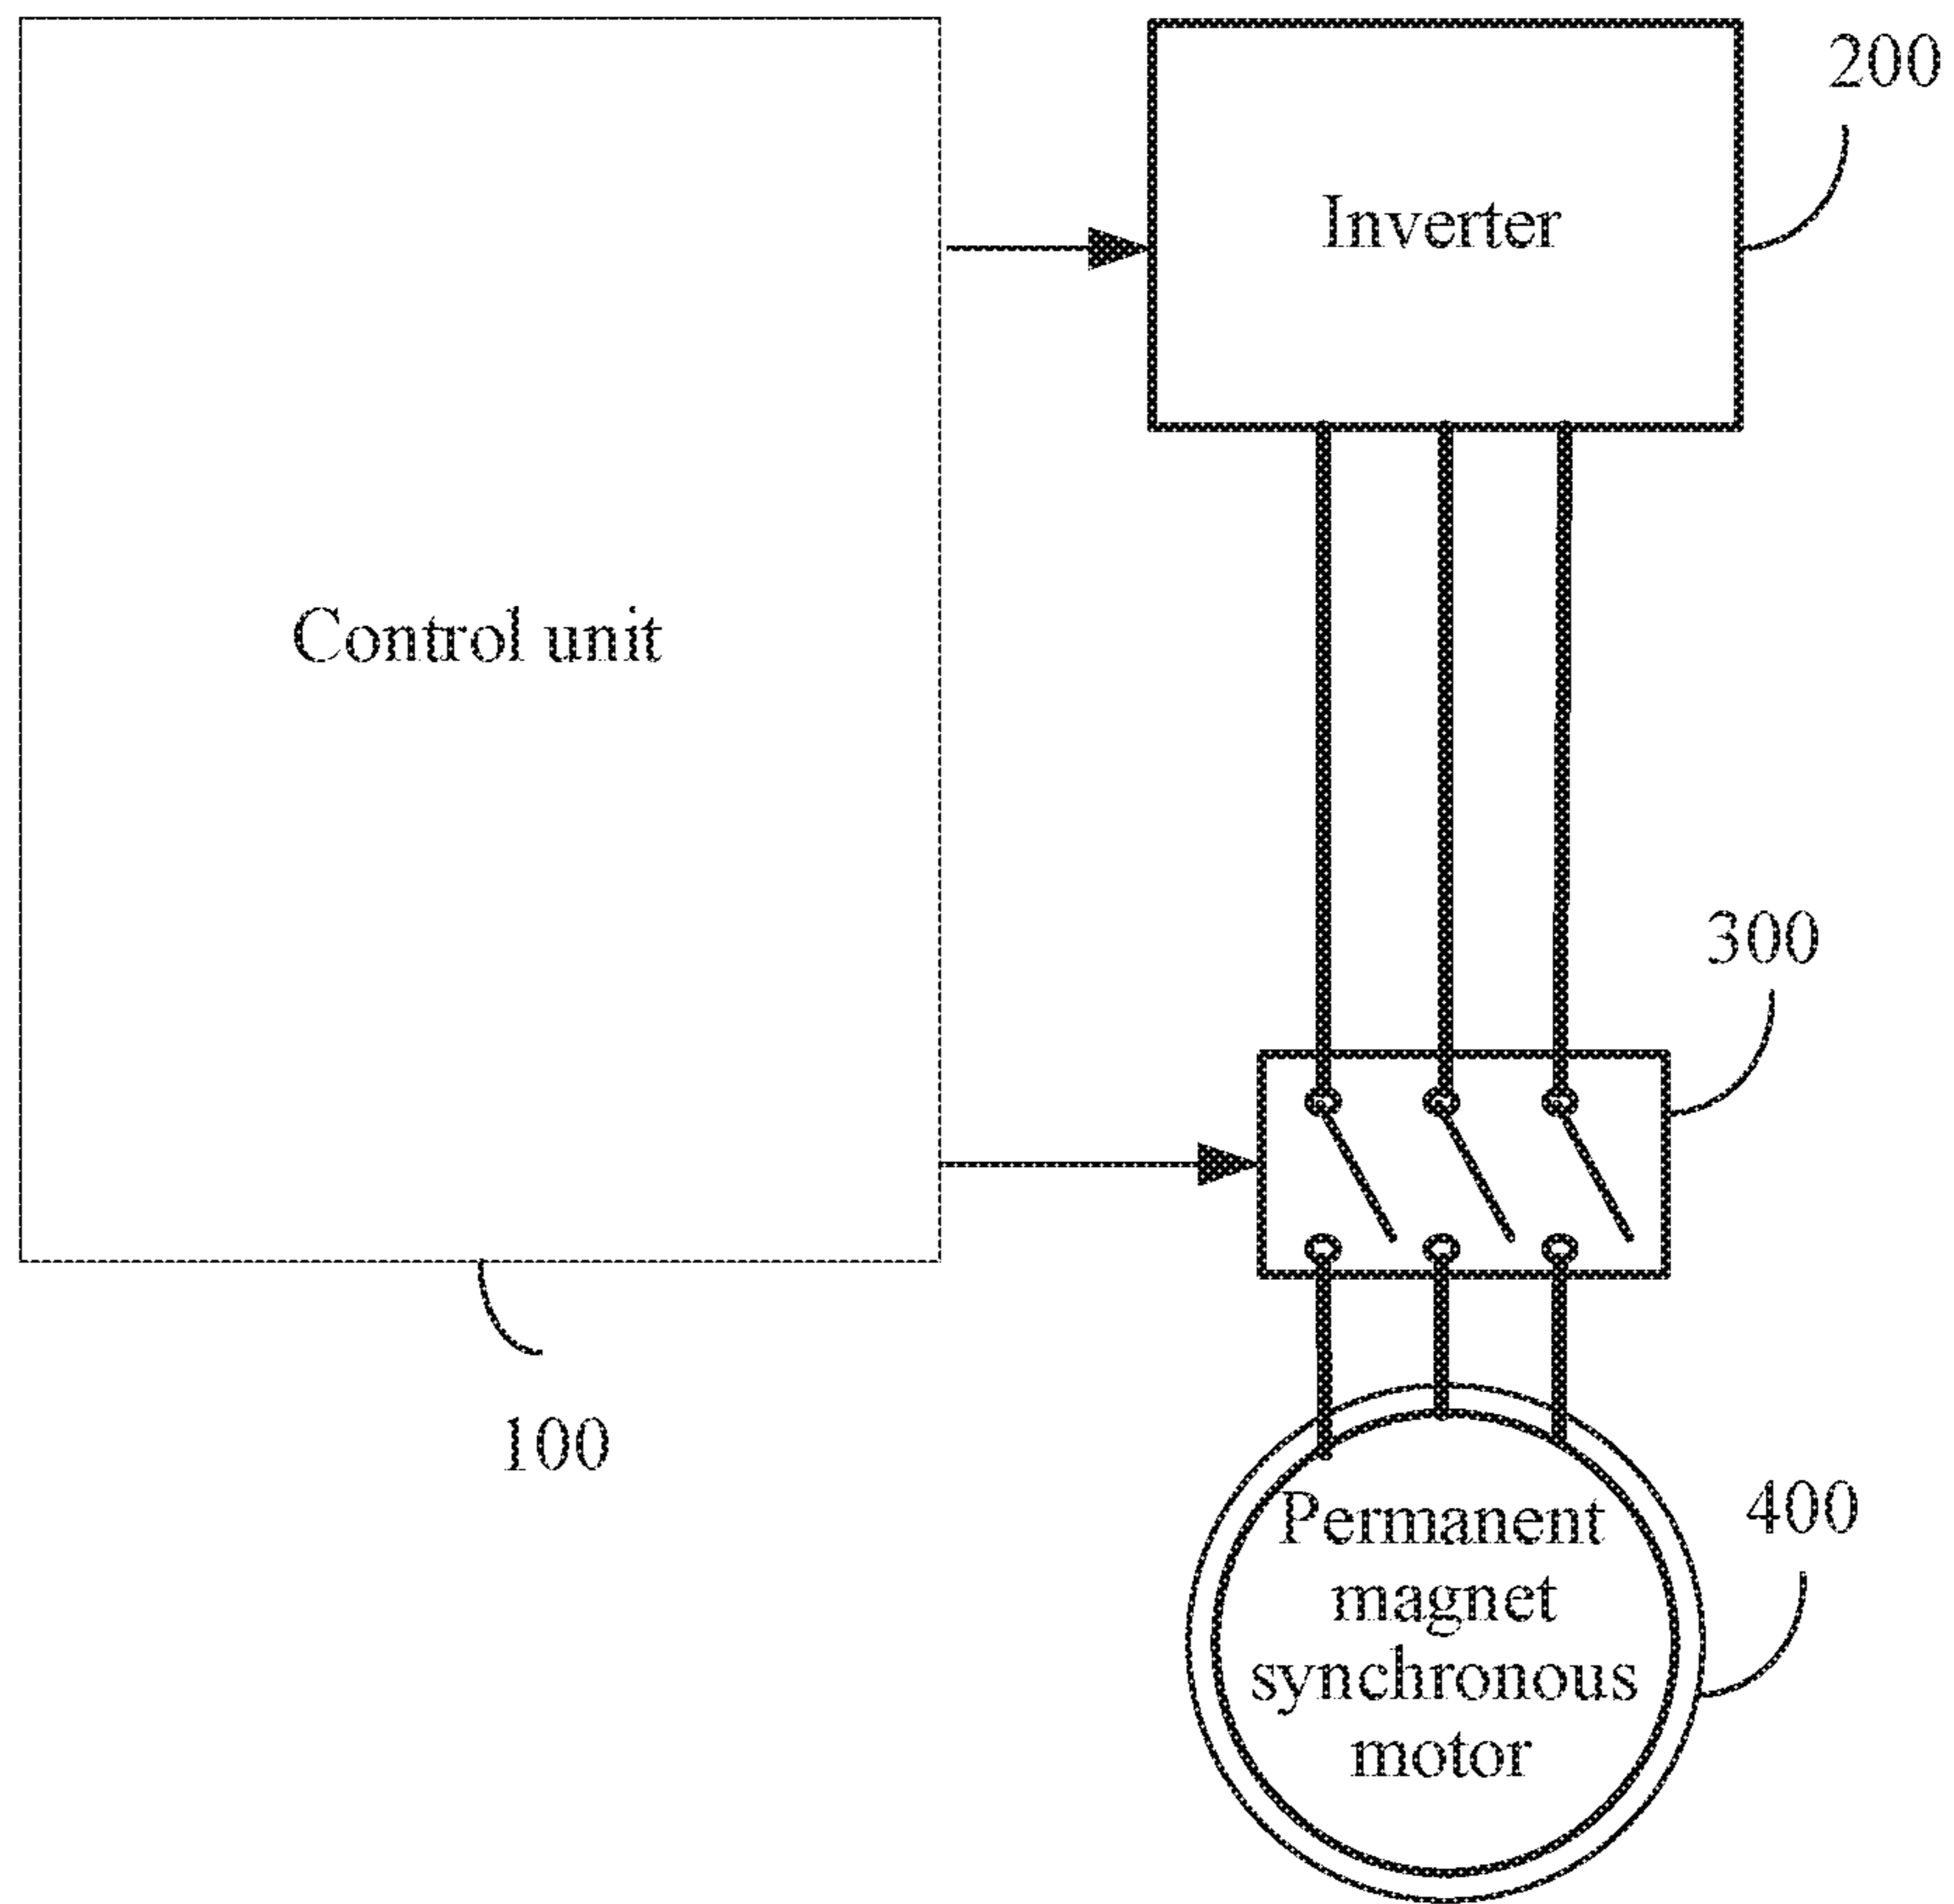 200
Inverter
Control unit
300
100
400
Permanent
magnet
synchronous
motor